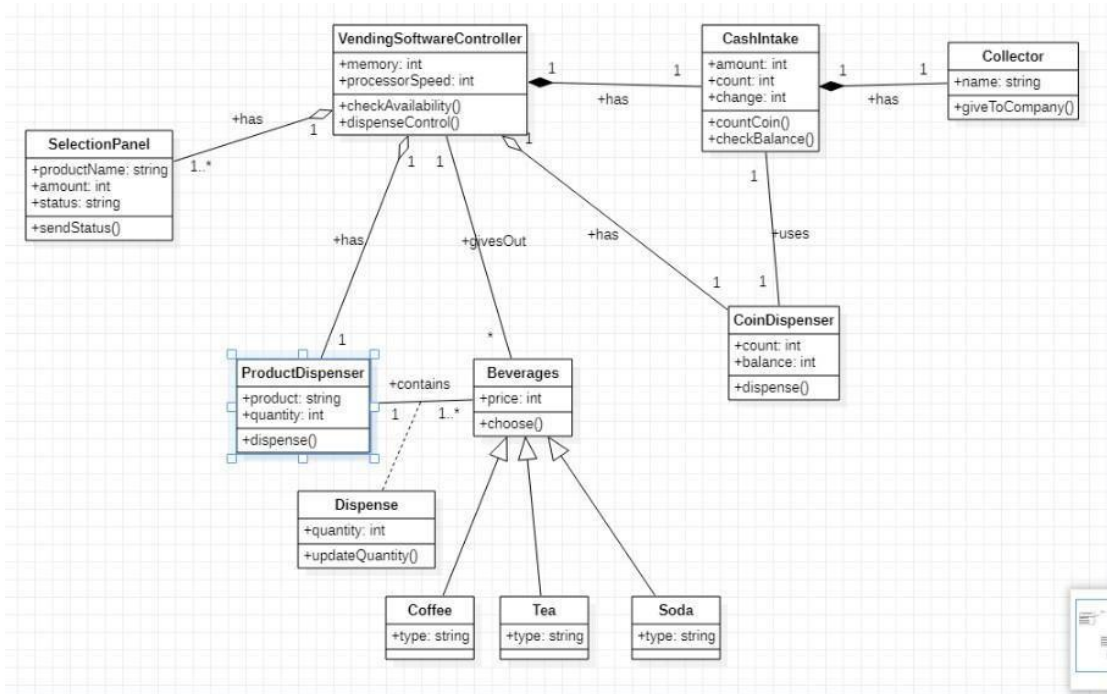 VendingSoftwareController
+memory: int
+processorSpeed: int
+checkAvailability()
+dispenseControl()
CashIntake
+amount: int
+count: int
+change: int
+countCoin()
+checkBalance()
Collector
+name: string
+giveToCompany()
1
1
+has
1
1
+has
SelectionPanel
+productName: string
+amount: int
+status: string
+sendStatus()
+has
1
1..*
1
1
1
1
+has
+givesOut
+has
+uses
1
*
1
1
CoinDispenser
+count: int
+balance: int
+dispense()
ProductDispenser
+product: string
+quantity: int
+dispense()
+contains
1
1..*
Beverages
+price: int
+choose()
Dispense
+quantity: int
+updateQuantity()
Coffee
+type: string
Tea
+type: string
Soda
+type: string